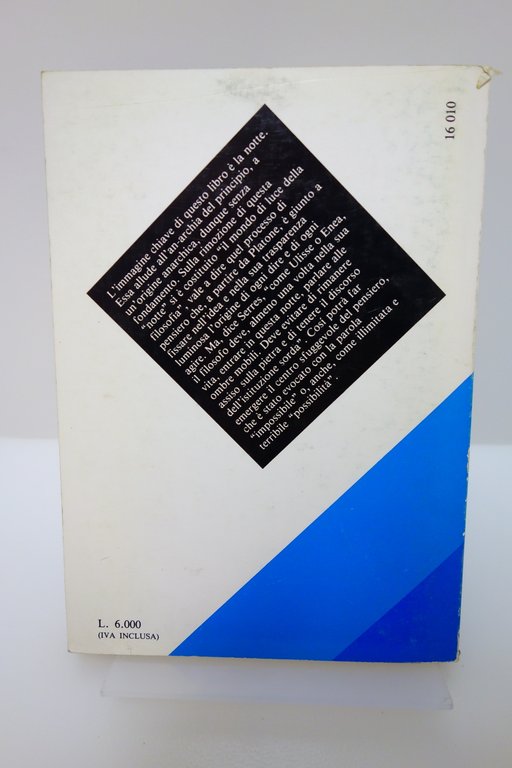 16 010
L'immagine chiave di questo libro è la notte.
Essa allude all'an-archia del principio, a
un'origine anarchica, dunque senza
fondamento. Sulla rimozione di questa
"notte" si è costituito "il mondo di luce della
filosofia", vale a dire quel processo di
pensiero che, a partire da Platone, è giunto a
fissare nell'idea e nella sua trasparenza
luminosa l'origine di ogni dire e di ogni
agire. Ma, dice Serres, "come Ulisse o Enea,
il filosofo deve, almeno una volta nella sua
vita, entrare in questa notte, parlare alle
ombre mobili. Deve evitare di rimanere
assiso sulla pietra e di tenere il discorso
dell'istituzione sorda". Così potrà far
emergere il centro sfuggevole del pensiero,
che è stato evocato con la parola
"impossibile" o, anche, come illimitata e
terribile "possibilità".
L. 6.000
(IVA INCLUSA)